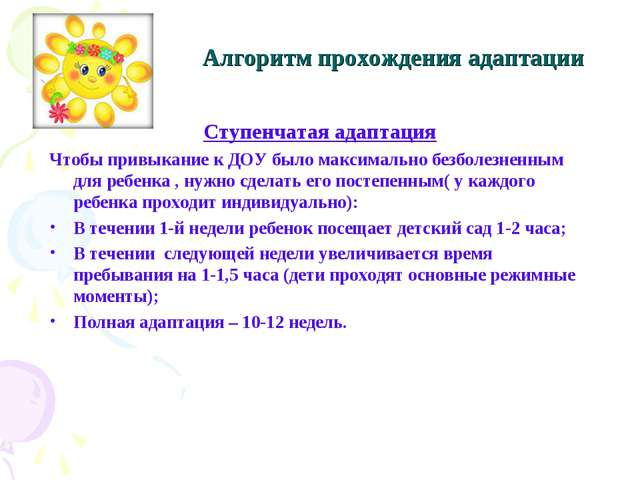 Алгоритм прохождения адаптации
Ступенчатая адаптация
Чтобы привыкание к ДОУ было максимально безболезненным
для ребенка , нужно сделать его постепенным( у каждого
ребенка проходит индивидуально):
• В течении 1-й недели ребенок посещает детский сад 1-2 часа;
• В течении следующей недели увеличивается время
пребывания на 1-1,5 часа (дети проходят основные режимные
моменты);
• Полная адаптация – 10-12 недель.